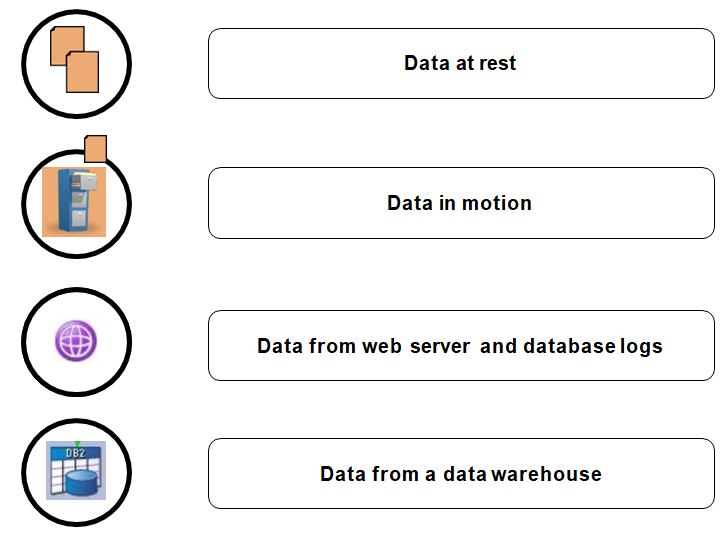 Data at rest
Data in motion
Data from web server and database logs
DB2
Data from a data warehouse